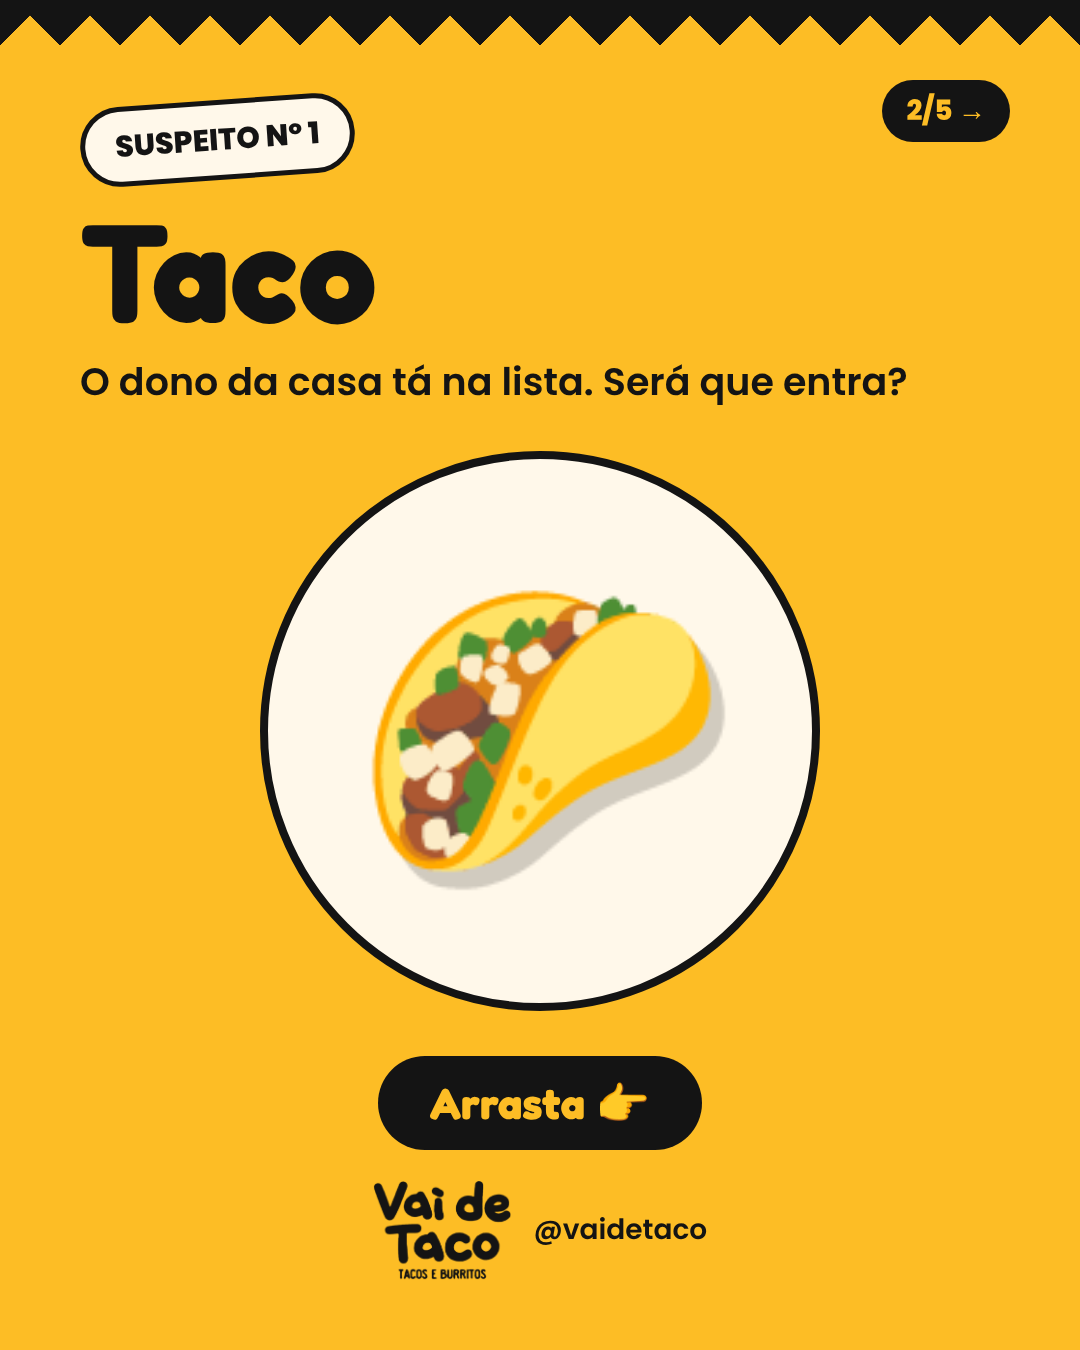 SUSPEITO Nº 1
2/5 →
Taco
O dono da casa tá na lista. Será que entra?
Arrasta 👉
Vai de
Taco
TACOS E BURRITOS
@vaidetaco